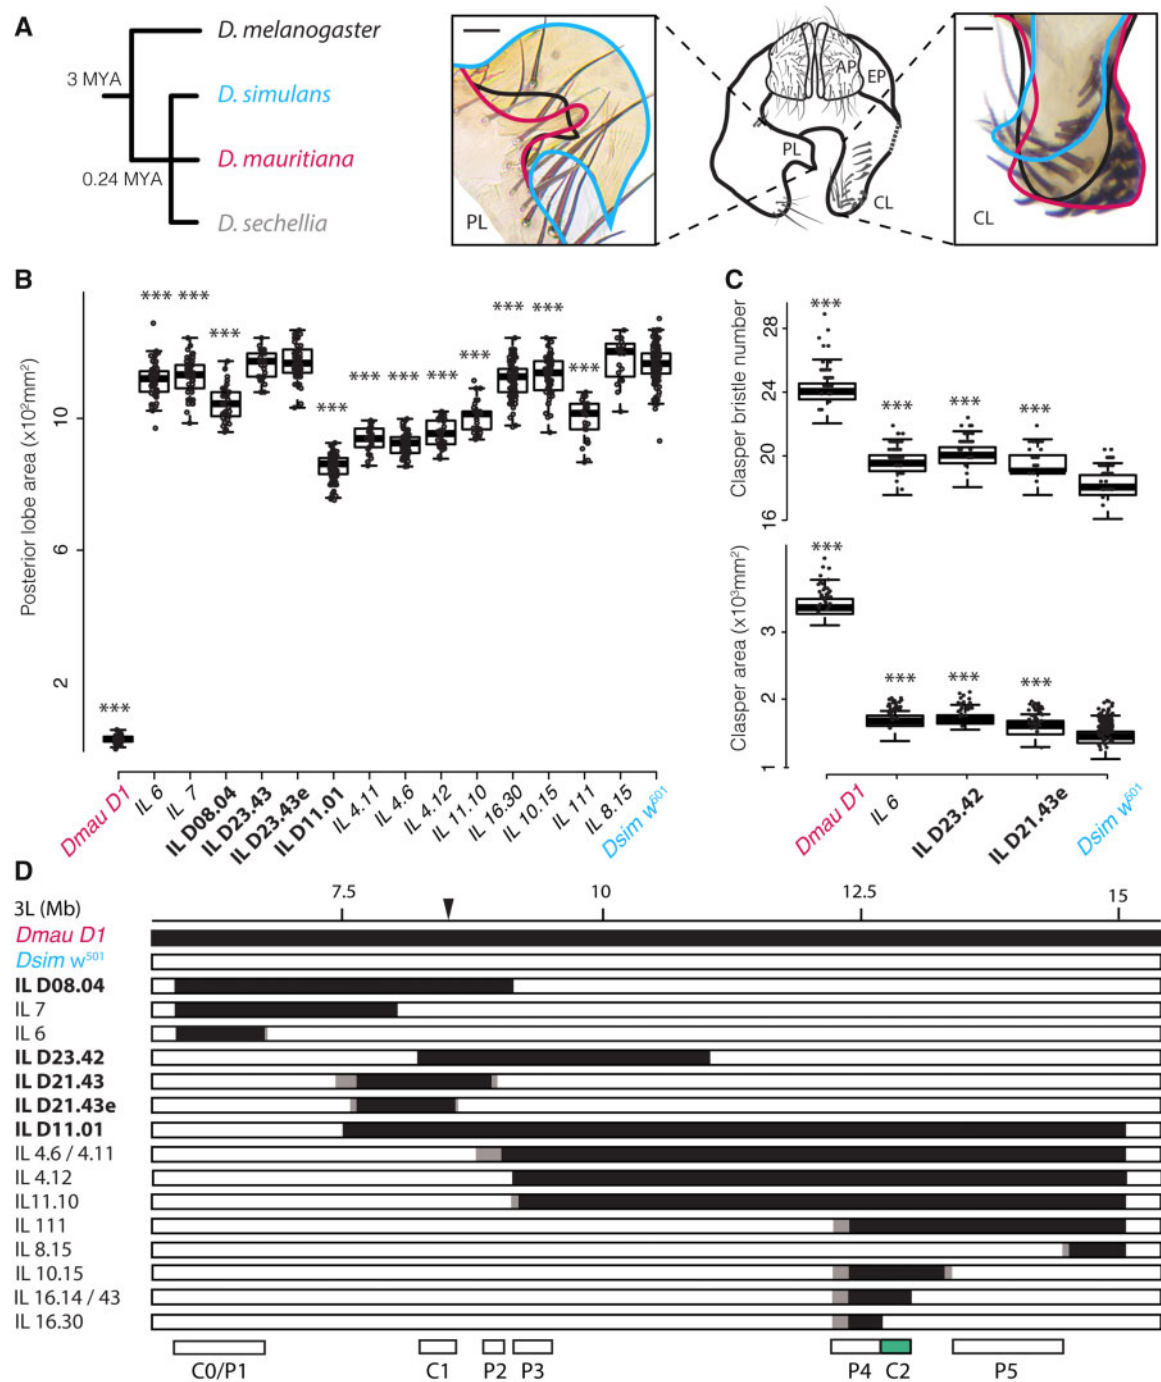 A
3 MYA
0.24 MYA
D. melanogaster
D. simulans
D. mauritiana
D. sechellia
PL
AP
EP
PL
CL
CL
B
Posterior lobe area (x10²mm²)
10
6
2
***
***
***
***
***
***
***
***
***
***
***
***
Dmau D1
IL 6
IL 7
IL D08.04
IL D23.43
IL D23.43e
IL D11.01
IL 4.11
IL 4.6
IL 4.12
IL 11.10
IL 16.30
IL 10.15
IL 111
IL 8.15
Dsim w⁵⁰¹
C
Clasper bristle number
28
24
20
16
***
***
***
***
Clasper area (x10³mm²)
3
2
1
***
***
***
***
Dmau D1
IL 6
IL D23.42
IL D21.43e
Dsim w⁵⁰¹
D
3L (Mb)
7.5 10 12.5 15
Dmau D1
Dsim w⁵⁰¹
IL D08.04
IL 7
IL 6
IL D23.42
IL D21.43
IL D21.43e
IL D11.01
IL 4.6 / 4.11
IL 4.12
IL11.10
IL 111
IL 8.15
IL 10.15
IL 16.14 / 43
IL 16.30
C0/P1 C1 P2 P3 P4 C2 P5